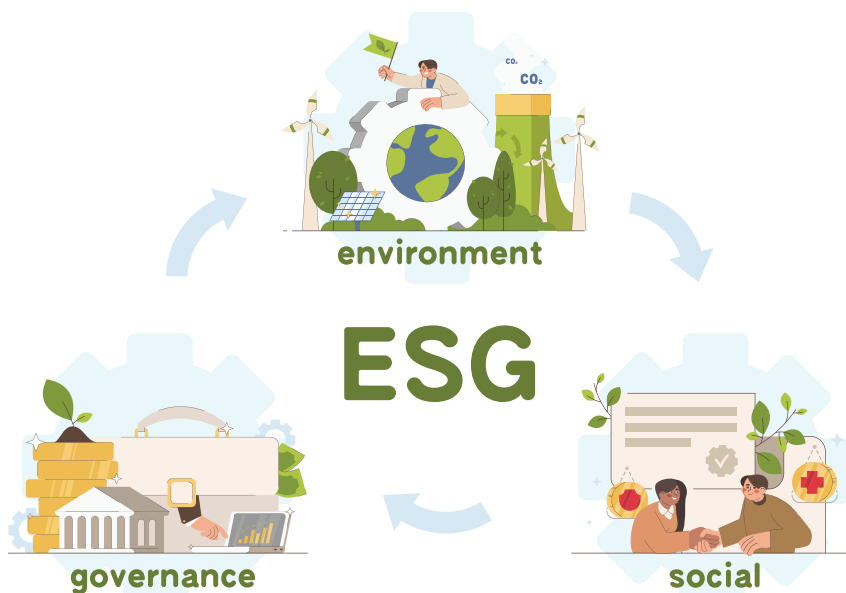 CO₂
CO₂
environment
ESG
governance
social